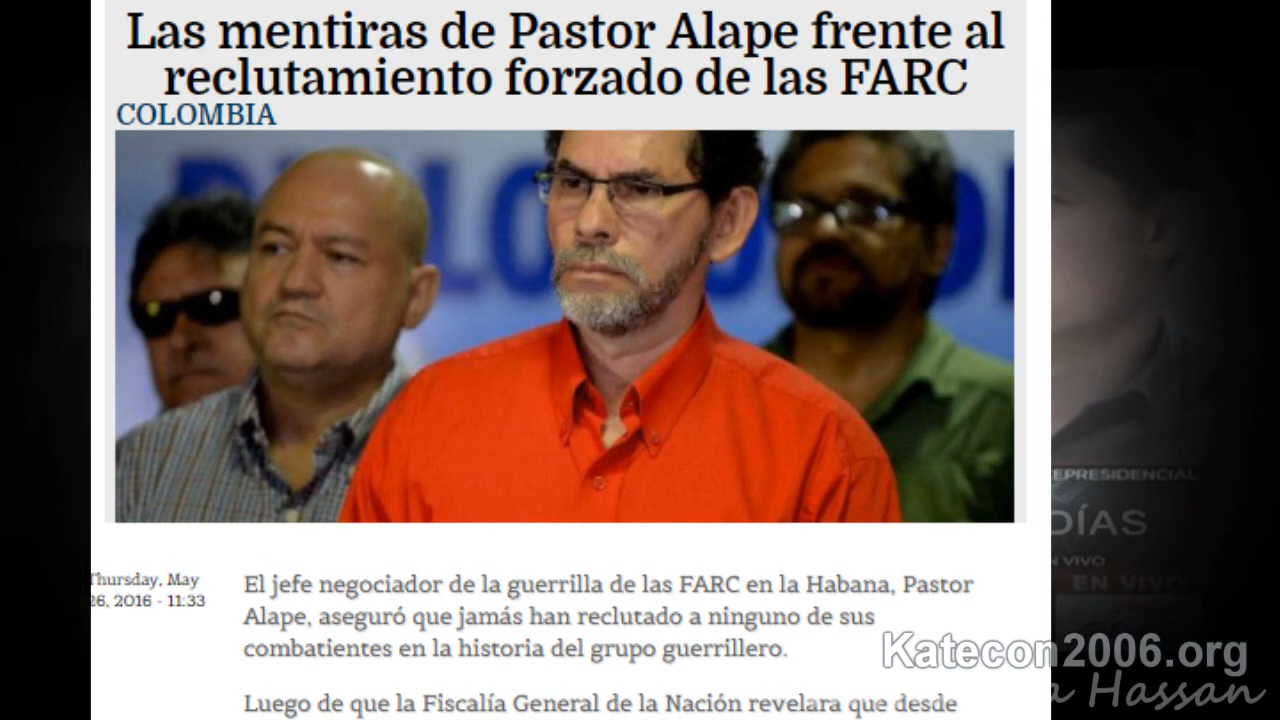 Las mentiras de Pastor Alape frente al
reclutamiento forzado de las FARC
COLOMBIA
Thursday, May
26, 2016 - 11:33
El jefe negociador de la guerrilla de las FARC en la Habana, Pastor
Alape, aseguró que jamás han reclutado a ninguno de sus
combatientes en la historia del grupo guerrillero.
Luego de que la Fiscalía General de la Nación revelara que desde
EPRESIDENCIAL
DÍAS
N VIVO
EN VIVO
Katecon2006.org
a Hassan